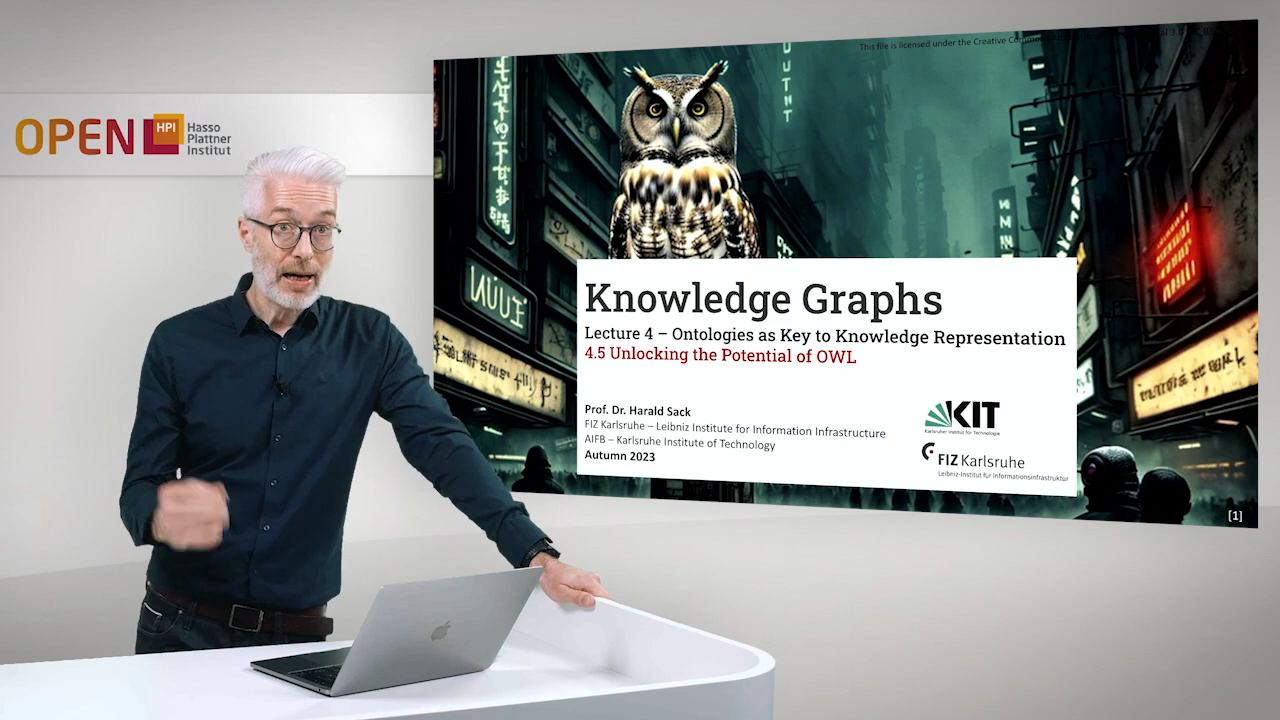 This file is licensed under the Creative
OPEN HPI Hasso
Plattner
Institut
Knowledge Graphs
Lecture 4 – Ontologies as Key to Knowledge Representation
4.5 Unlocking the Potential of OWL
Prof. Dr. Harald Sack
FIZ Karlsruhe – Leibniz Institute for Information Infrastructure
AIFB – Karlsruhe Institute of Technology
Autumn 2023
KIT
Karlsruher Institut für Technologie
FIZ Karlsruhe
Leibniz-Institut für Informationsinfrastruktur
[1]